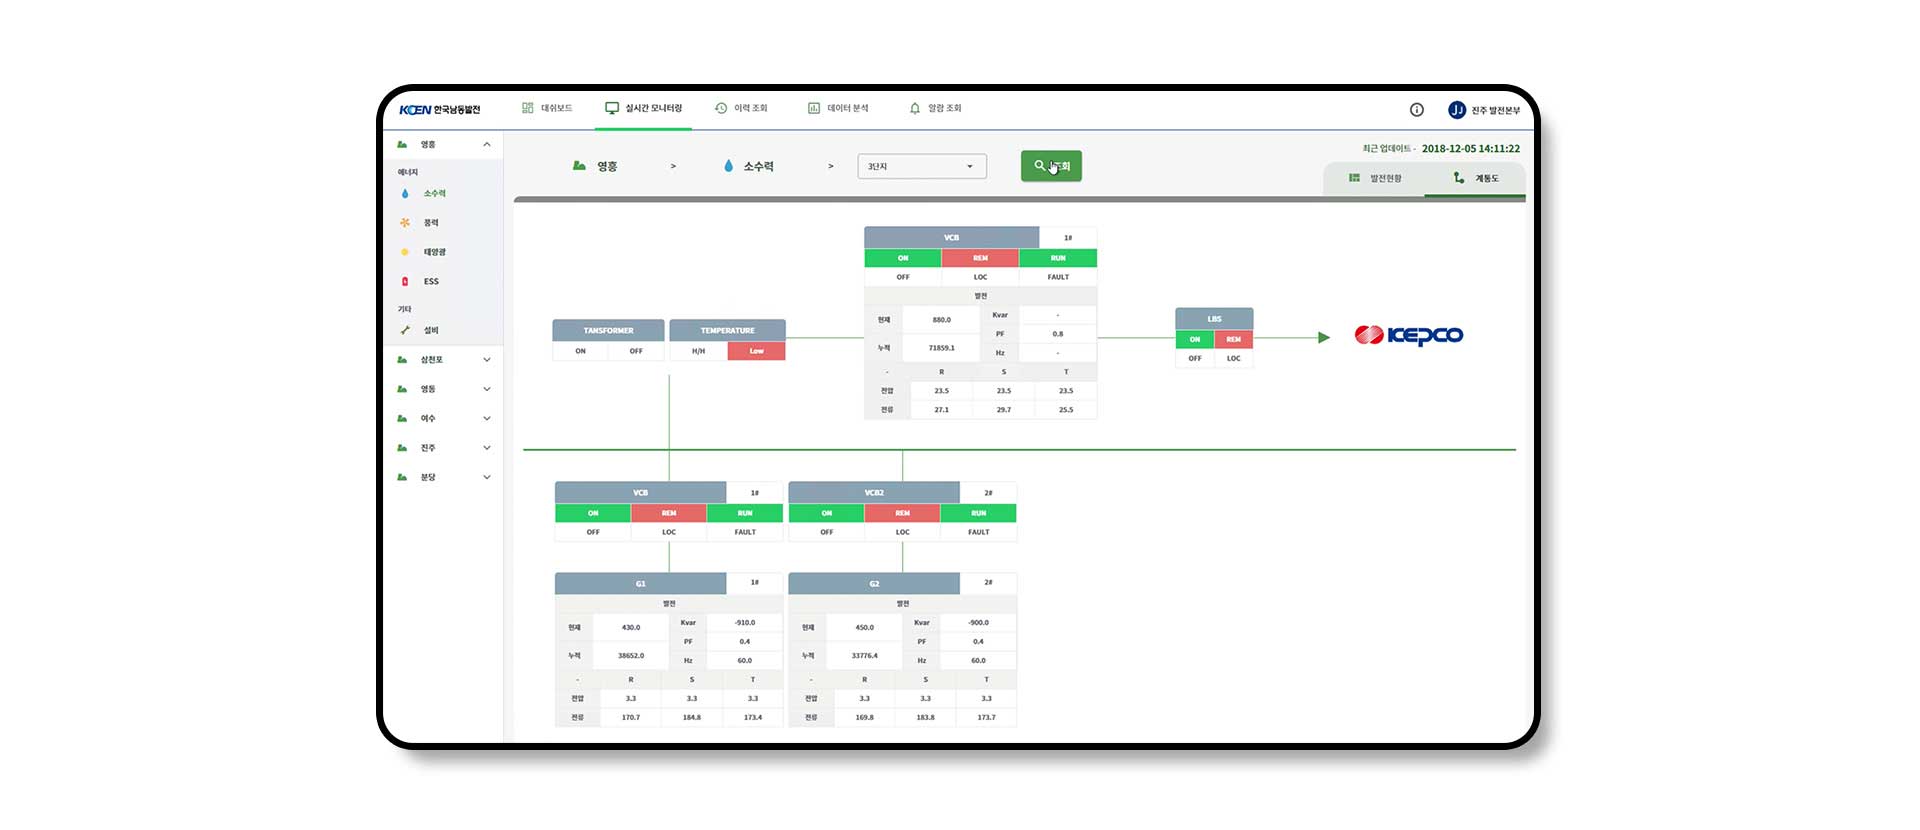 KOEN 한국남동발전
대쉬보드
실시간 모니터링
이력 조회
데이터 분석
알람 조회
JJ 진주 발전본부
영흥
에너지
소수력
풍력
태양광
ESS
기타
설비
삼천포
영동
여수
진주
분당
영흥 > 소수력 > 3단지
최근 업데이트 - 2018-12-05 14:11:22
발전현황
계통도
VCB 1#
ON REM RUN
OFF LOC FAULT
발전
현재 880.0 Kvar -
PF 0.8
누적 71859.1
Hz -
- R S T
전압 23.5 23.5 23.5
전류 27.1 29.7 25.5
TANSFORMER
ON OFF
TEMPERATURE
H/H Low
LBS
ON REM
OFF LOC
KEPCO
VCB 1#
ON REM RUN
OFF LOC FAULT
VCB2 2#
ON REM RUN
OFF LOC FAULT
G1 1#
발전
현재 430.0 Kvar -910.0
PF 0.4
누적 38652.0
Hz 60.0
- R S T
전압 3.3 3.3 3.3
전류 170.7 184.8 173.4
G2 2#
발전
현재 450.0 Kvar -900.0
PF 0.4
누적 33776.4
Hz 60.0
- R S T
전압 3.3 3.3 3.3
전류 169.8 183.8 173.7